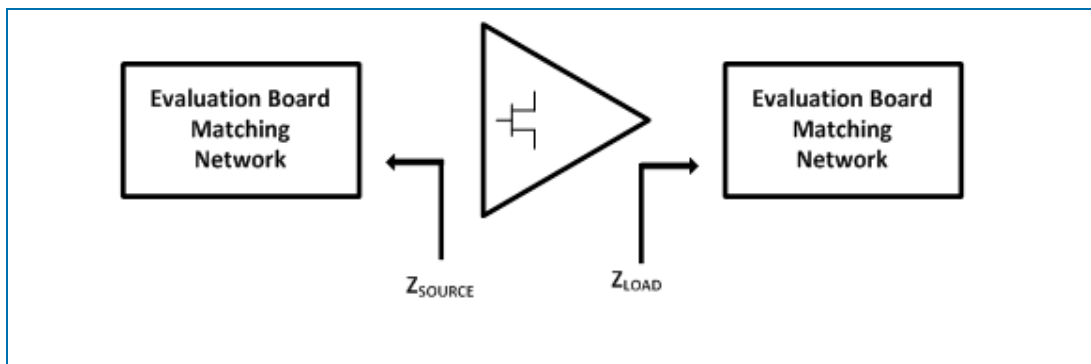 Evaluation Board
Matching
Network
Evaluation Board
Matching
Network
ZSOURCE
ZLOAD